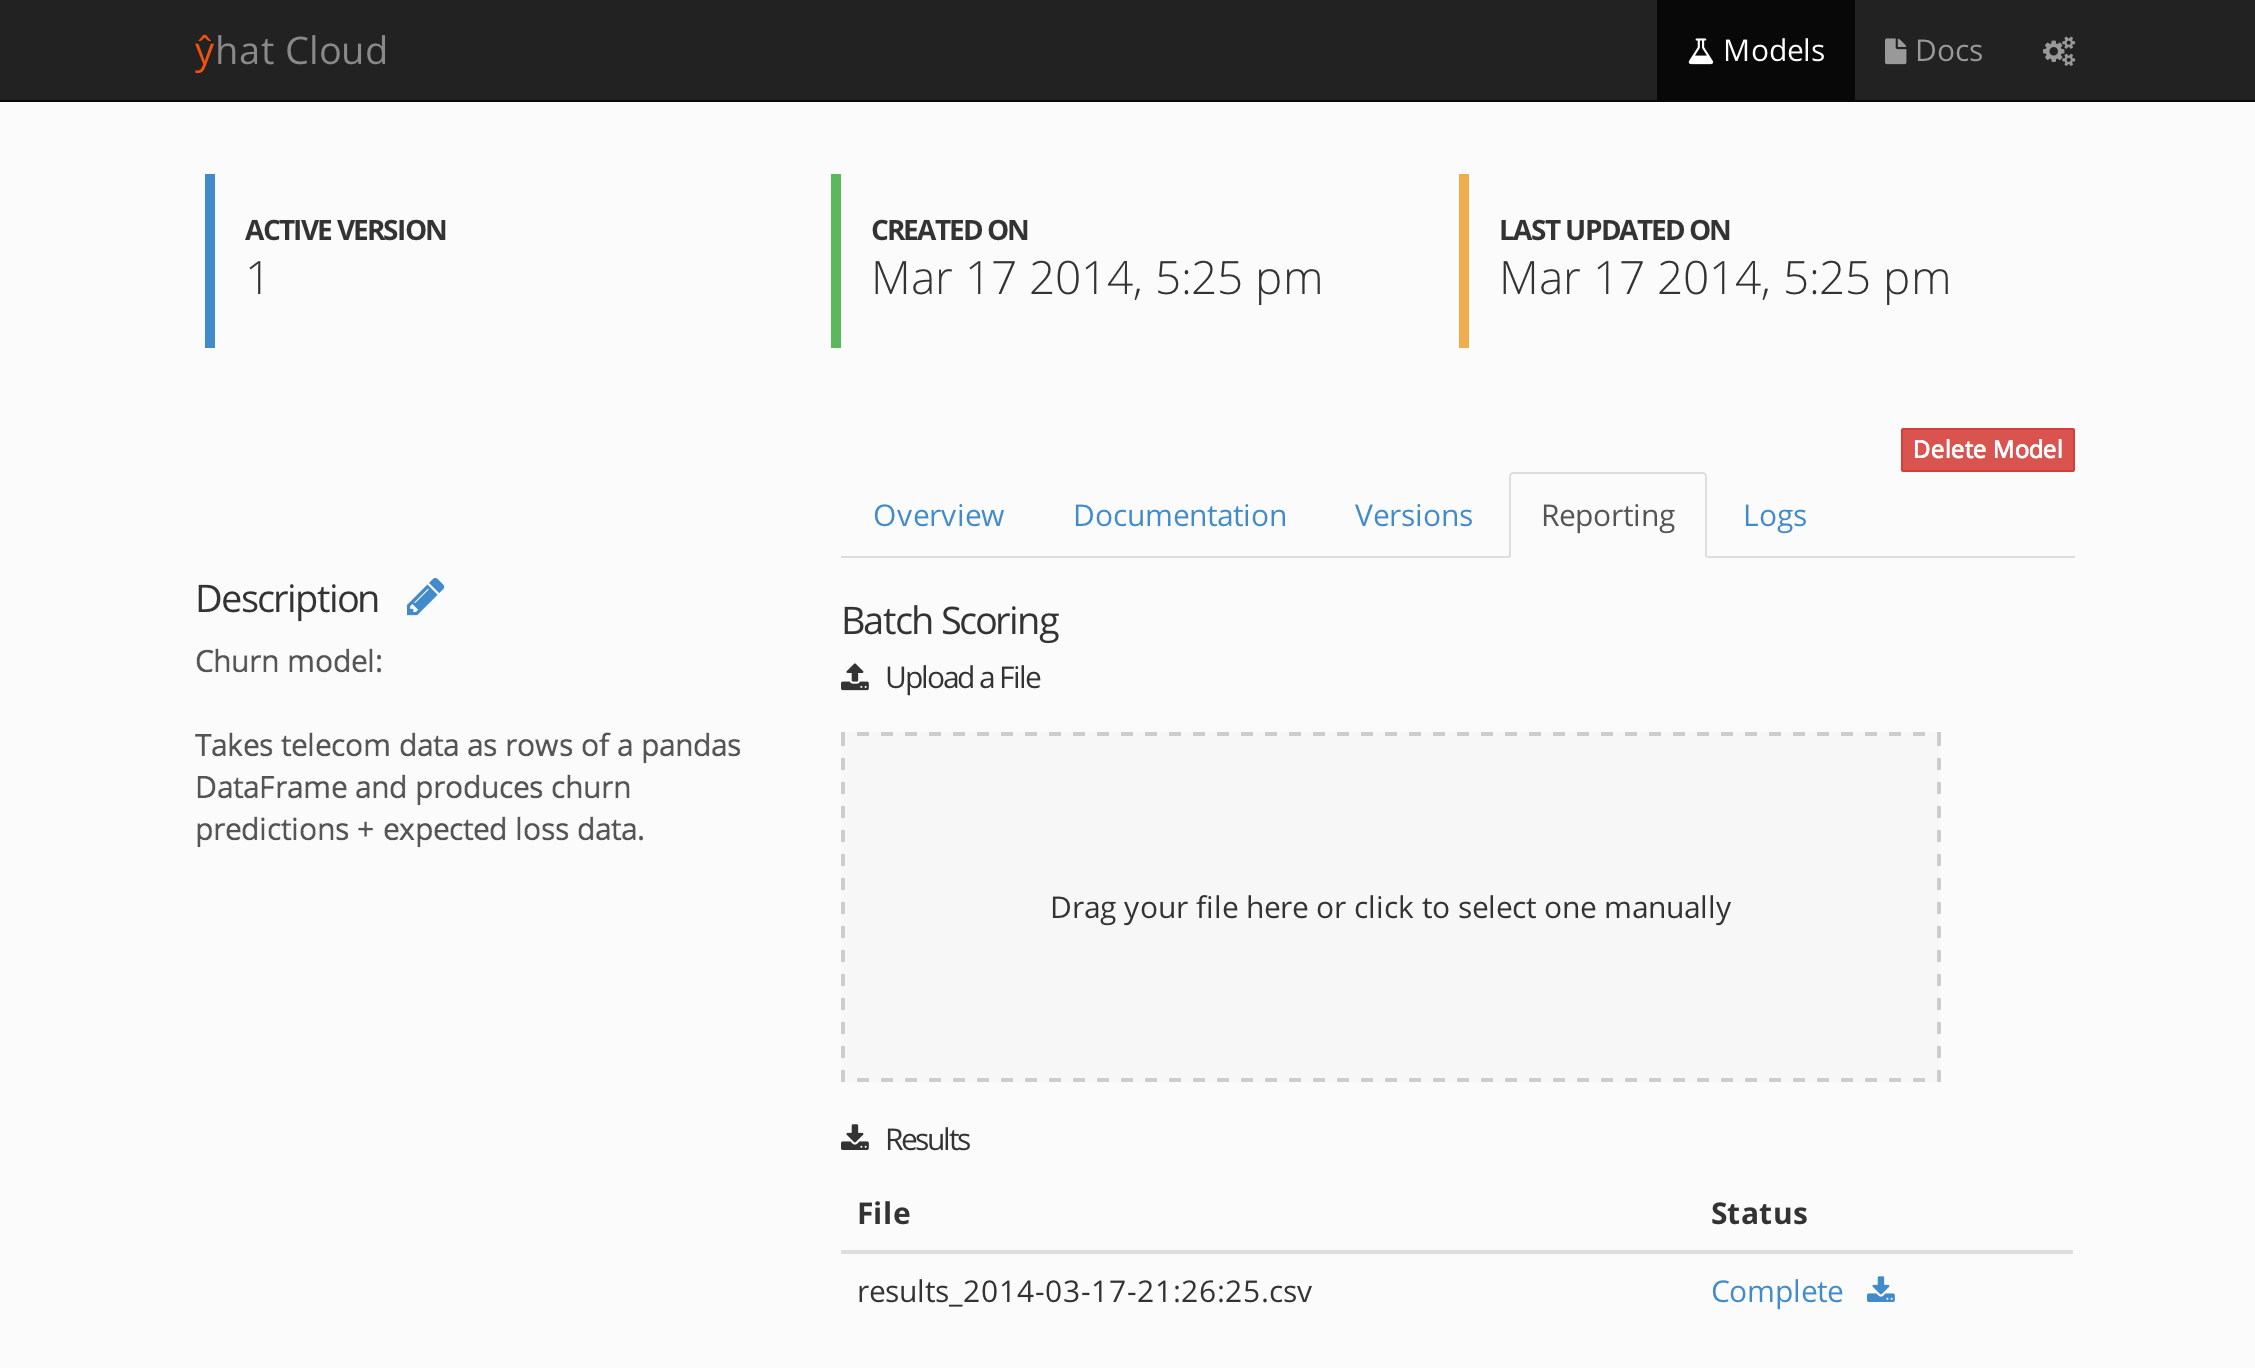 ŷhat Cloud
Models
Docs
ACTIVE VERSION
1
CREATED ON
Mar 17 2014, 5:25 pm
LAST UPDATED ON
Mar 17 2014, 5:25 pm
Delete Model
Overview
Documentation
Versions
Reporting
Logs
Description
Churn model:
Takes telecom data as rows of a pandas
DataFrame and produces churn
predictions + expected loss data.
Batch Scoring
Upload a File
Drag your file here or click to select one manually
Results
File
Status
results_2014-03-17-21:26:25.csv
Complete